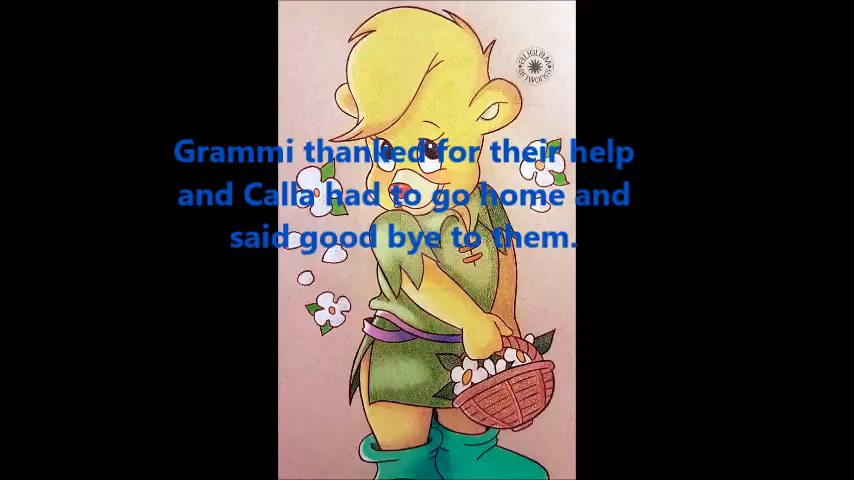 Grammi thanked for their help
and Calla had to go home and
said good bye to them.